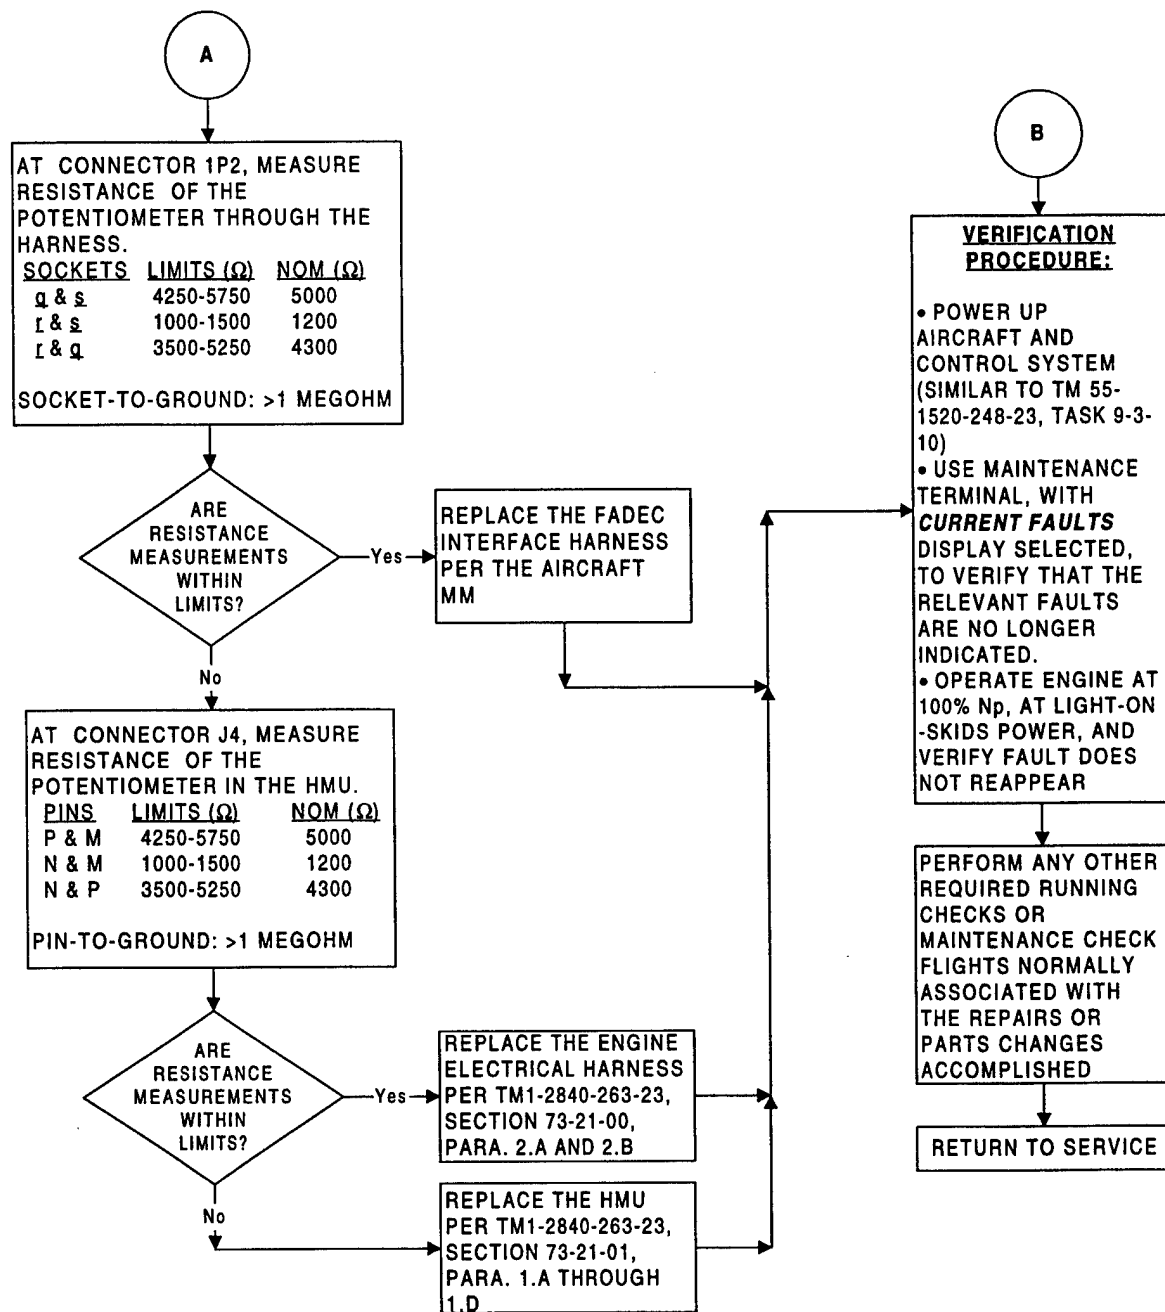 A
AT CONNECTOR 1P2, MEASURE
RESISTANCE OF THE
POTENTIOMETER THROUGH THE
HARNESS.
SOCKETS LIMITS (Ω) NOM (Ω)
q & s 4250-5750 5000
r & s 1000-1500 1200
r & q 3500-5250 4300
SOCKET-TO-GROUND: >1 MEGOHM
ARE
RESISTANCE
MEASUREMENTS
WITHIN
LIMITS?
Yes
REPLACE THE FADEC
INTERFACE HARNESS
PER THE AIRCRAFT
MM
No
AT CONNECTOR J4, MEASURE
RESISTANCE OF THE
POTENTIOMETER IN THE HMU.
PINS LIMITS (Ω) NOM (Ω)
P & M 4250-5750 5000
N & M 1000-1500 1200
N & P 3500-5250 4300
PIN-TO-GROUND: >1 MEGOHM
ARE
RESISTANCE
MEASUREMENTS
WITHIN
LIMITS?
Yes
REPLACE THE ENGINE
ELECTRICAL HARNESS
PER TM1-2840-263-23,
SECTION 73-21-00,
PARA. 2.A AND 2.B
No
REPLACE THE HMU
PER TM1-2840-263-23,
SECTION 73-21-01,
PARA. 1.A THROUGH
1.D
B
VERIFICATION
PROCEDURE:
• POWER UP
AIRCRAFT AND
CONTROL SYSTEM
(SIMILAR TO TM 55-
1520-248-23, TASK 9-3-
10)
• USE MAINTENANCE
TERMINAL, WITH
CURRENT FAULTS
DISPLAY SELECTED,
TO VERIFY THAT THE
RELEVANT FAULTS
ARE NO LONGER
INDICATED.
• OPERATE ENGINE AT
100% Np, AT LIGHT-ON
-SKIDS POWER, AND
VERIFY FAULT DOES
NOT REAPPEAR
PERFORM ANY OTHER
REQUIRED RUNNING
CHECKS OR
MAINTENANCE CHECK
FLIGHTS NORMALLY
ASSOCIATED WITH
THE REPAIRS OR
PARTS CHANGES
ACCOMPLISHED
RETURN TO SERVICE